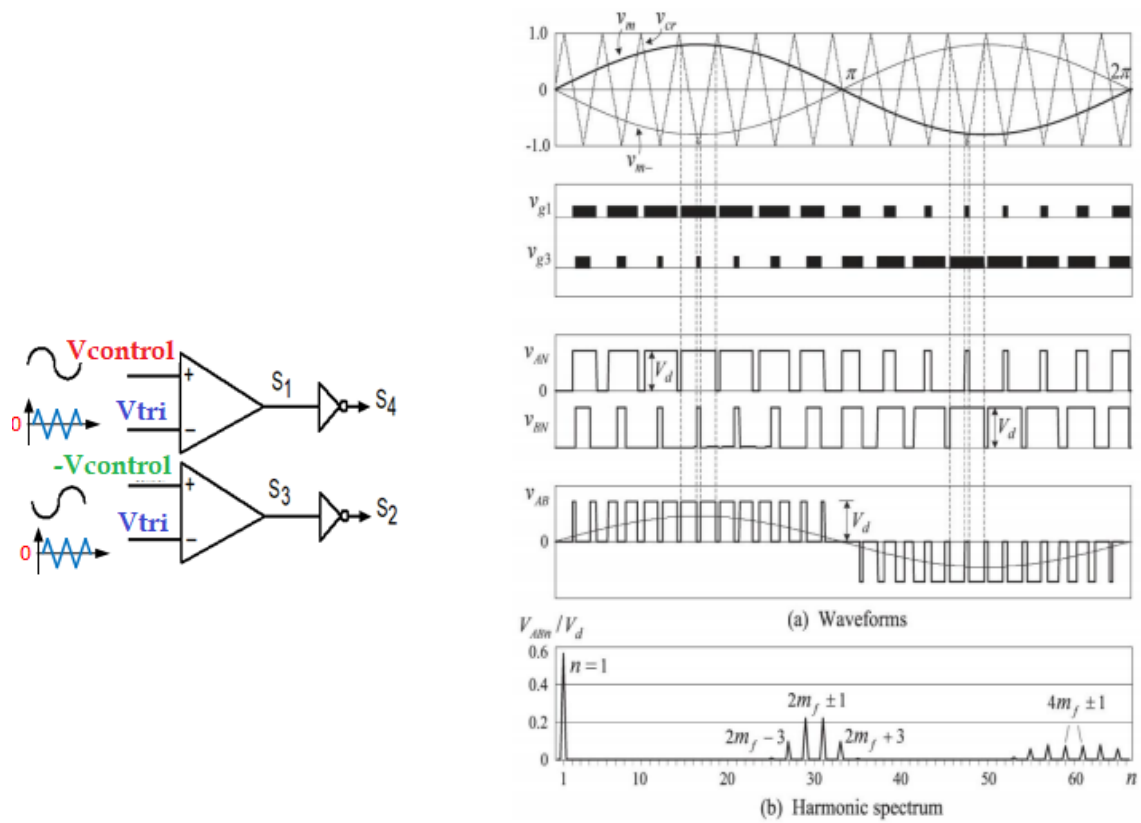 Vcontrol
+
S1
S4
0
Vtri
−
-Vcontrol
+
S3
S2
0
Vtri
−
vm
vcr
1.0
π
2π
0
-1.0
vm−
vg1
vg3
vAN
Vd
0
vBN
Vd
vAB
Vd
0
(a) Waveforms
VABn / Vd
0.6
n = 1
0.4
2mf ± 1
4mf ± 1
0.2
2mf − 3
2mf + 3
0
1 10 20 30 40 50 60 n
(b) Harmonic spectrum